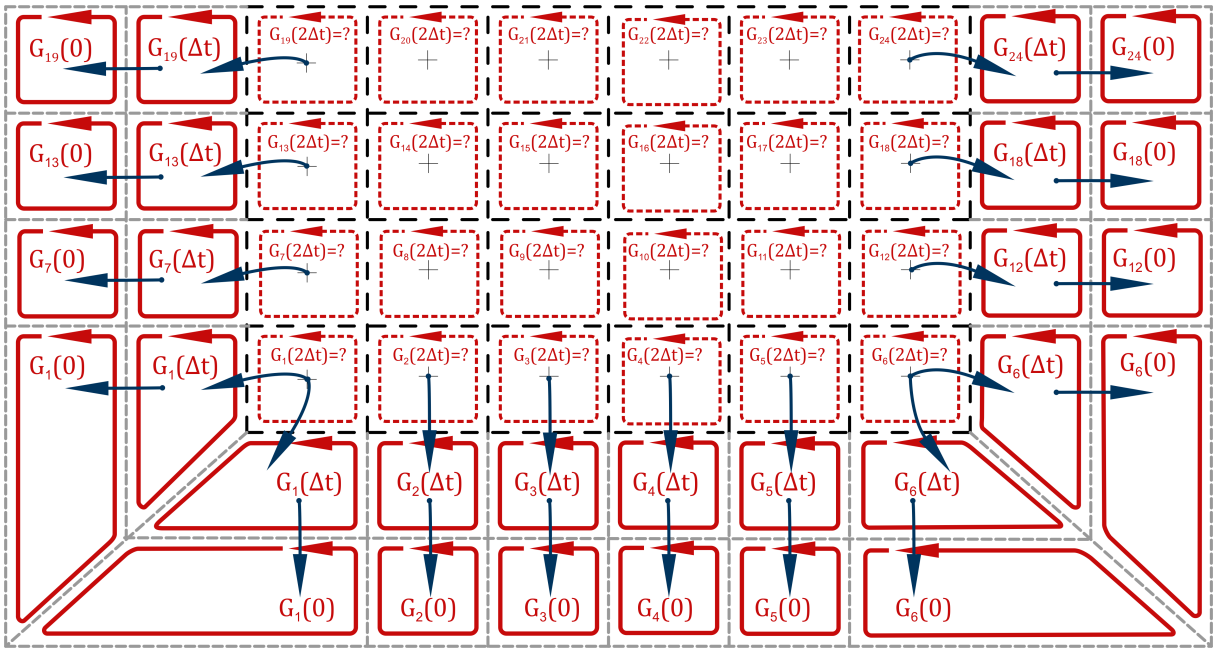 G₁₉(0) G₁₉(Δt) G₁₉(2Δt)=? G₂₀(2Δt)=? G₂₁(2Δt)=? G₂₂(2Δt)=? G₂₃(2Δt)=? G₂₄(2Δt)=? G₂₄(Δt) G₂₄(0)
G₁₃(0) G₁₃(Δt) G₁₃(2Δt)=? G₁₄(2Δt)=? G₁₅(2Δt)=? G₁₆(2Δt)=? G₁₇(2Δt)=? G₁₈(2Δt)=? G₁₈(Δt) G₁₈(0)
G₇(0) G₇(Δt) G₇(2Δt)=? G₈(2Δt)=? G₉(2Δt)=? G₁₀(2Δt)=? G₁₁(2Δt)=? G₁₂(2Δt)=? G₁₂(Δt) G₁₂(0)
G₁(0) G₁(Δt) G₁(2Δt)=? G₂(2Δt)=? G₃(2Δt)=? G₄(2Δt)=? G₅(2Δt)=? G₆(2Δt)=? G₆(Δt) G₆(0)
G₁(Δt) G₂(Δt) G₃(Δt) G₄(Δt) G₅(Δt) G₆(Δt)
G₁(0) G₂(0) G₃(0) G₄(0) G₅(0) G₆(0)